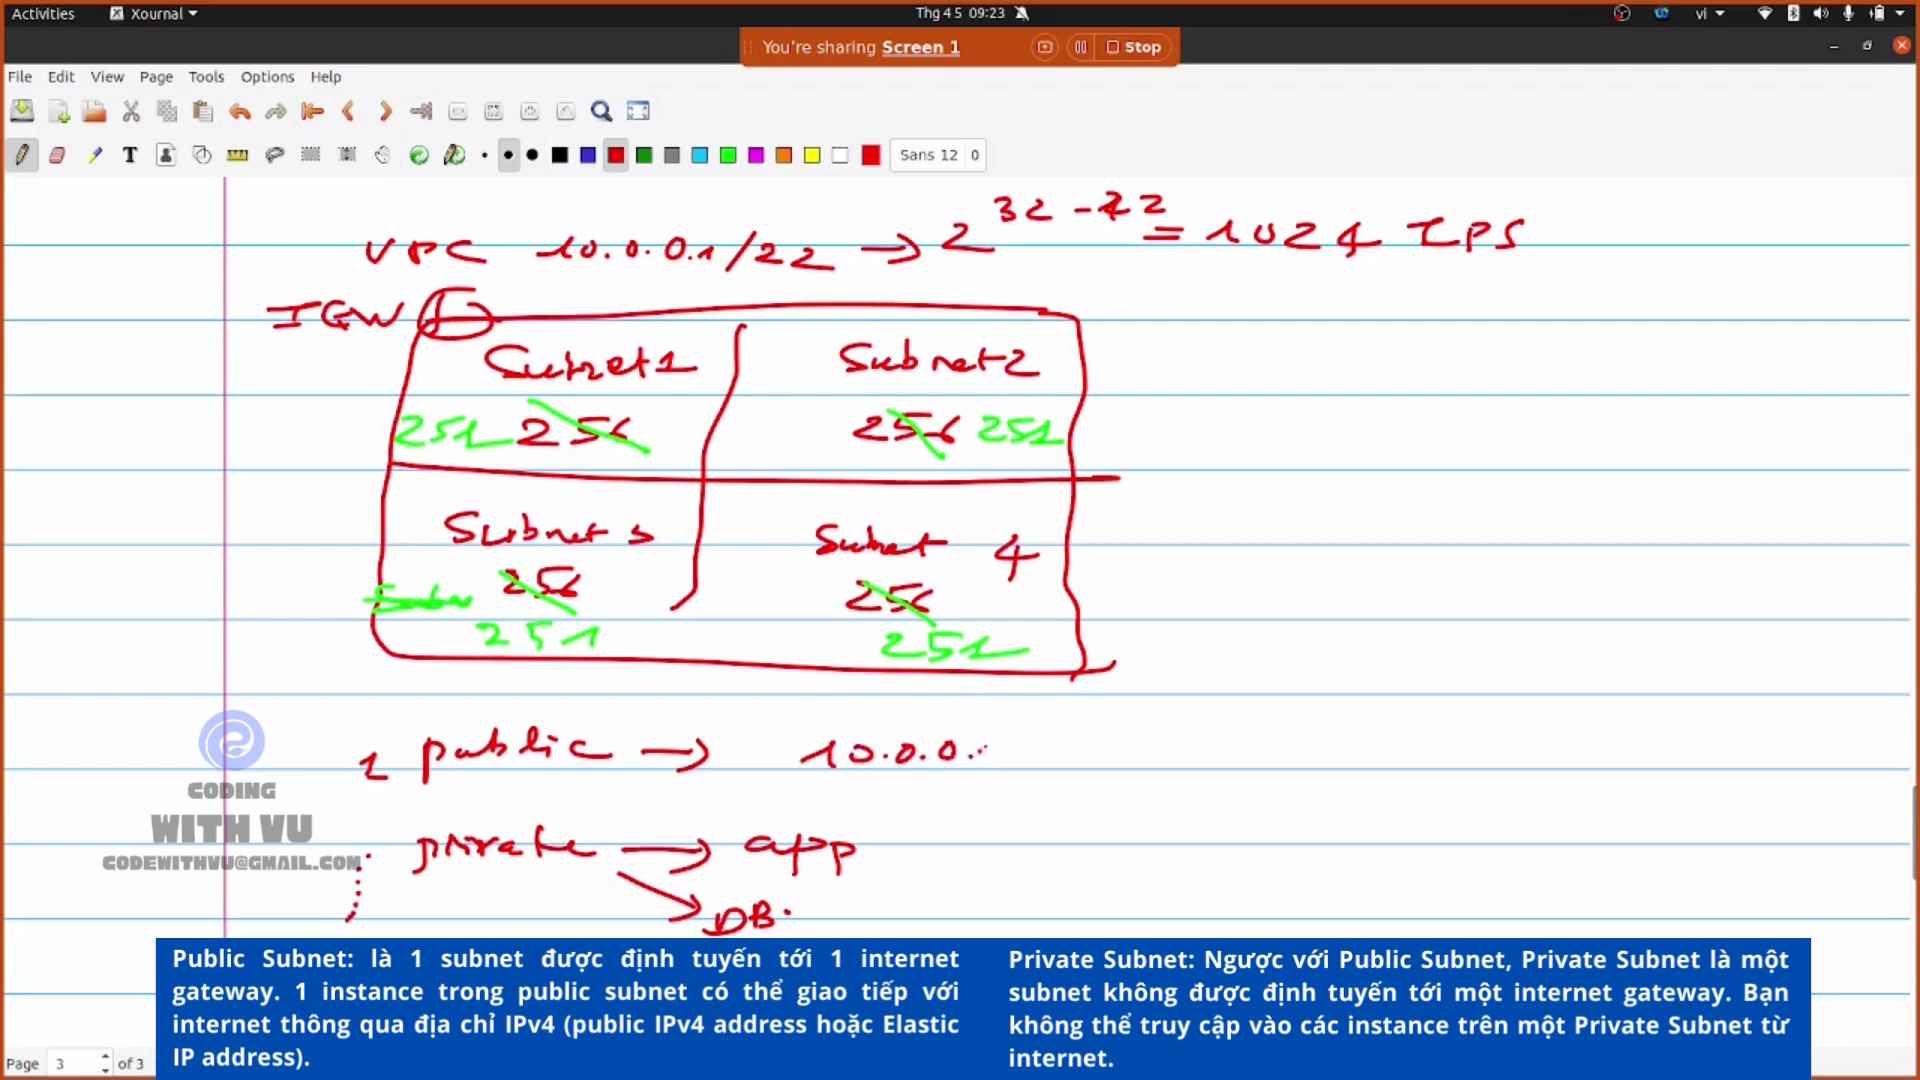 Activities Xournal Thg 4 5 09:23 vi
You're sharing Screen 1 Stop
File Edit View Page Tools Options Help
Sans 12 0
VPC 10.0.0.1/22 → 2^32-22 = 1024 IPS
IGW
Subnet1 Subnet2
251 256 256 251
Subnet 3 Subnet 4
256 256
251 251
1 public → 10.0.0.
CODING
WITH VU
CODEWITHVU@GMAIL.COM
private → app
DB.
Public Subnet: là 1 subnet được định tuyến tới 1 internet
gateway. 1 instance trong public subnet có thể giao tiếp với
internet thông qua địa chỉ IPv4 (public IPv4 address hoặc Elastic
IP address).
Private Subnet: Ngược với Public Subnet, Private Subnet là một
subnet không được định tuyến tới một internet gateway. Bạn
không thể truy cập vào các instance trên một Private Subnet từ
internet.
Page 3 of 3